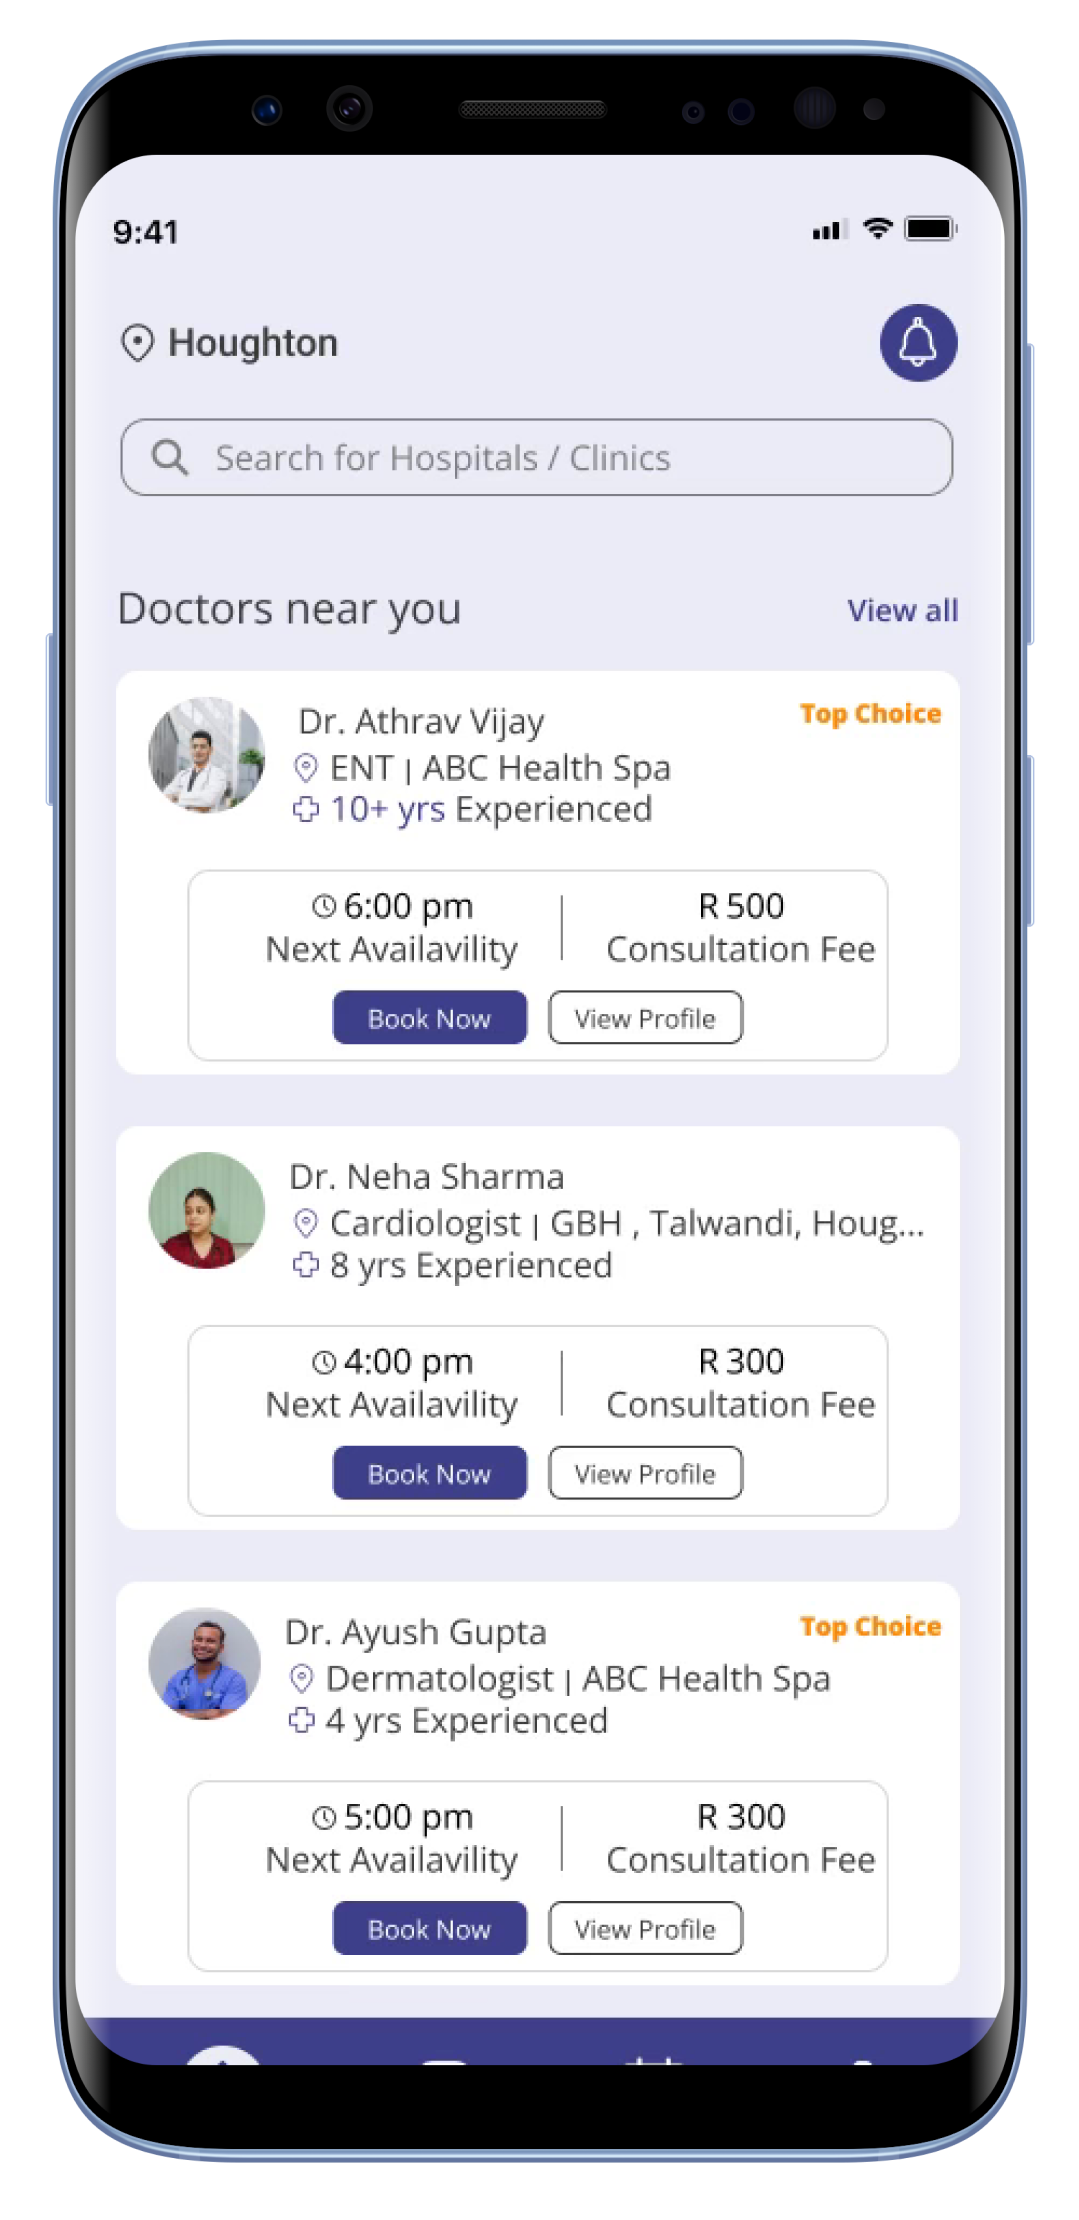 9:41
Houghton
Search for Hospitals / Clinics
Doctors near you
View all
Dr. Athrav Vijay
Top Choice
ENT | ABC Health Spa
10+ yrs Experienced
6:00 pm
R 500
Next Availavility
Consultation Fee
Book Now
View Profile
Dr. Neha Sharma
Cardiologist | GBH , Talwandi, Houg...
8 yrs Experienced
4:00 pm
R 300
Next Availavility
Consultation Fee
Book Now
View Profile
Dr. Ayush Gupta
Top Choice
Dermatologist | ABC Health Spa
4 yrs Experienced
5:00 pm
R 300
Next Availavility
Consultation Fee
Book Now
View Profile